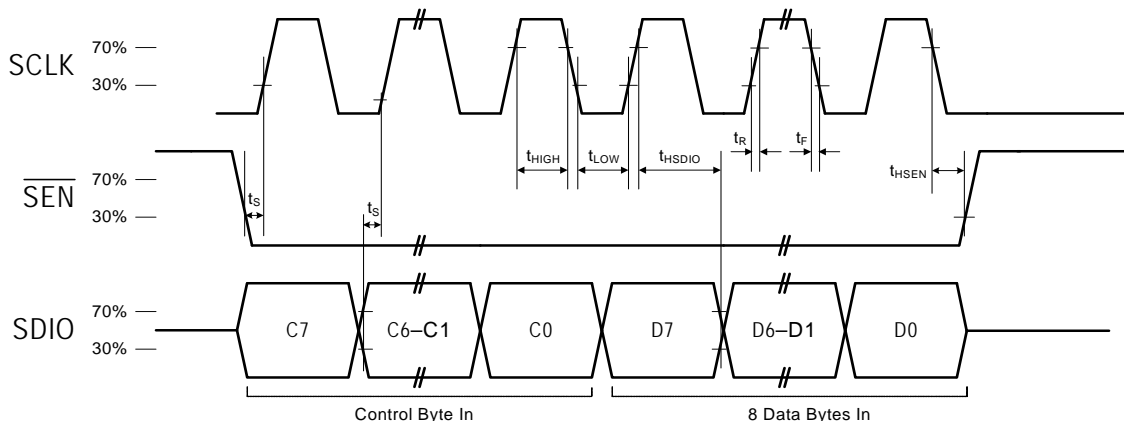 SCLK
70%
30%
tR
tF
tHIGH
tLOW
tHSDIO
tHSEN
SEN
70%
30%
tS
tS
SDIO
70%
30%
C7
C6–C1
C0
D7
D6–D1
D0
Control Byte In
8 Data Bytes In